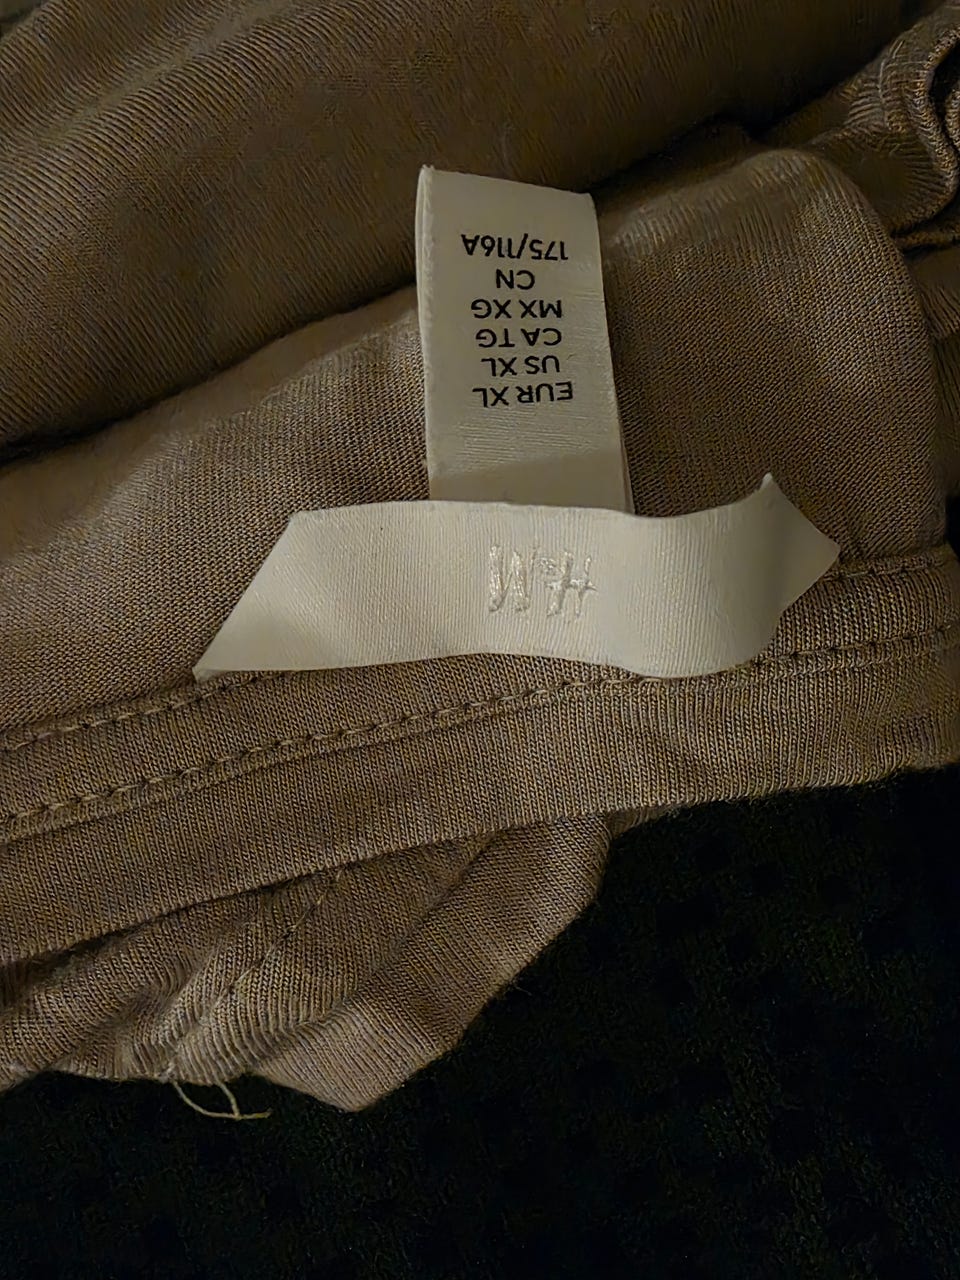 H&M
EUR XL
US XL
CA TG
MX XG
CN
175/116A